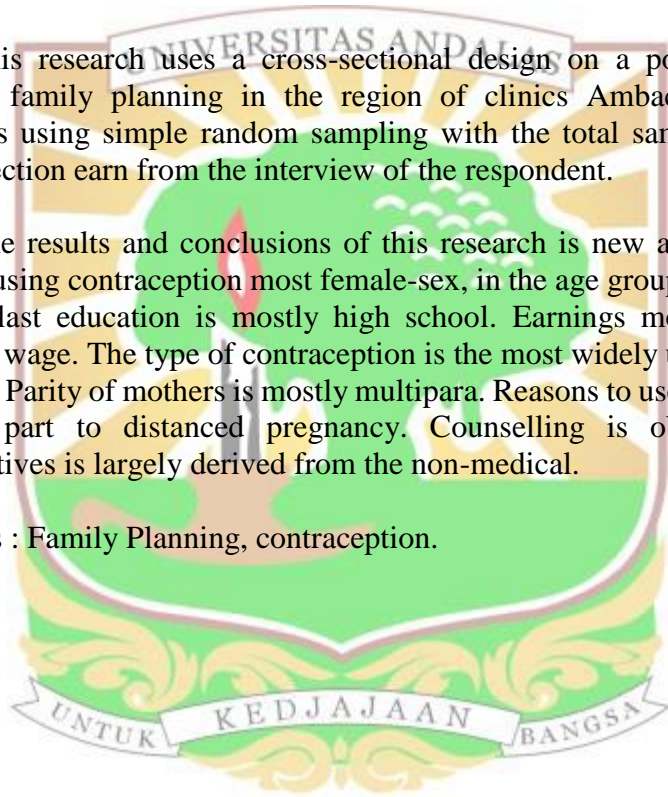 UNIVERSITAS ANDALAS
is research uses a cross-sectional design on a po
family planning in the region of clinics Ambac
s using simple random sampling with the total sar
ection earn from the interview of the respondent.
e results and conclusions of this research is new a
using contraception most female-sex, in the age group
last education is mostly high school. Earnings mo
wage. The type of contraception is the most widely u
Parity of mothers is mostly multipara. Reasons to use
part to distanced pregnancy. Counselling is ob
tives is largely derived from the non-medical.
s : Family Planning, contraception.
UNTUK KEDJAJAAN BANGSA